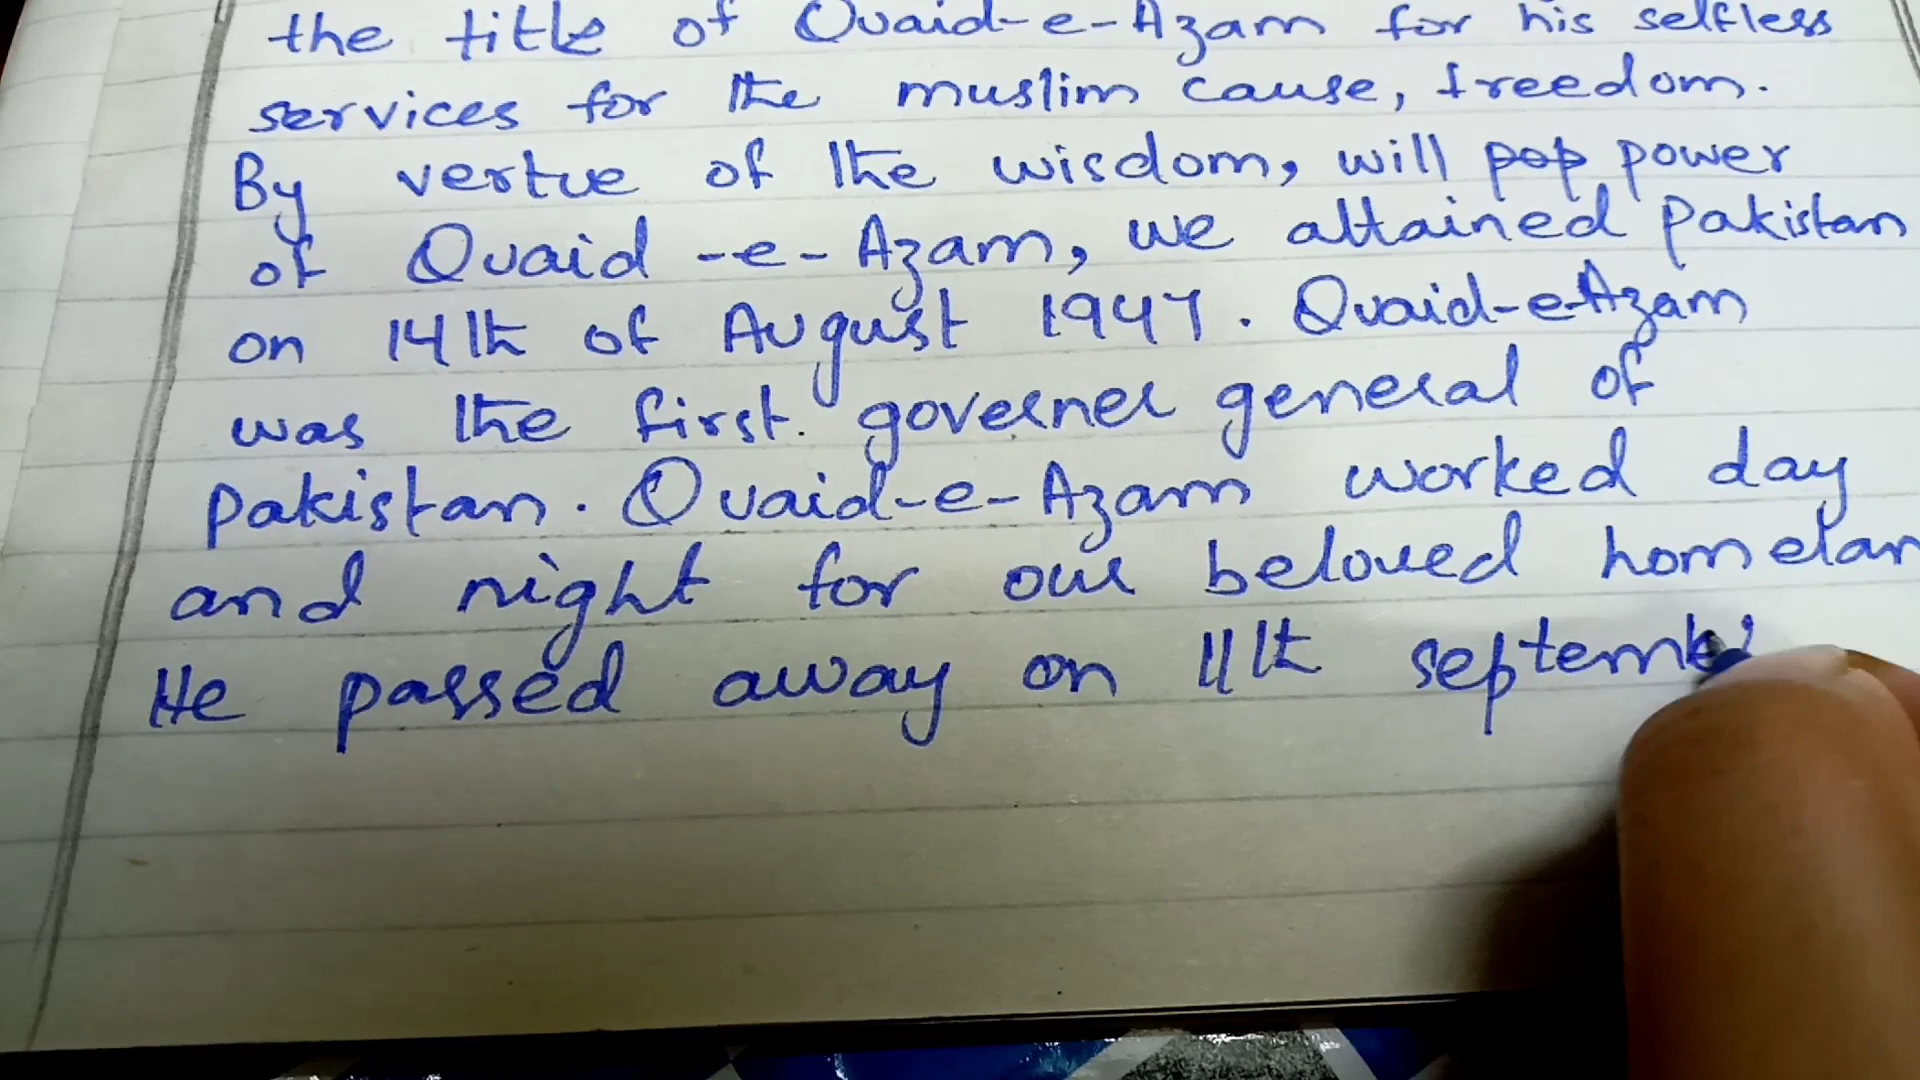 the title of Quaid-e-Azam for his selfless
services for the muslim cause, freedom.
By vertue of the wisdom, will pop power
of Quaid -e- Azam, we attained pakistan
on 14th of August 1947. Quaid-e-Azam
was the first. governer general of
pakistan. Quaid-e-Azam worked day
and night for our beloved homelan
He passed away on 11th septemb